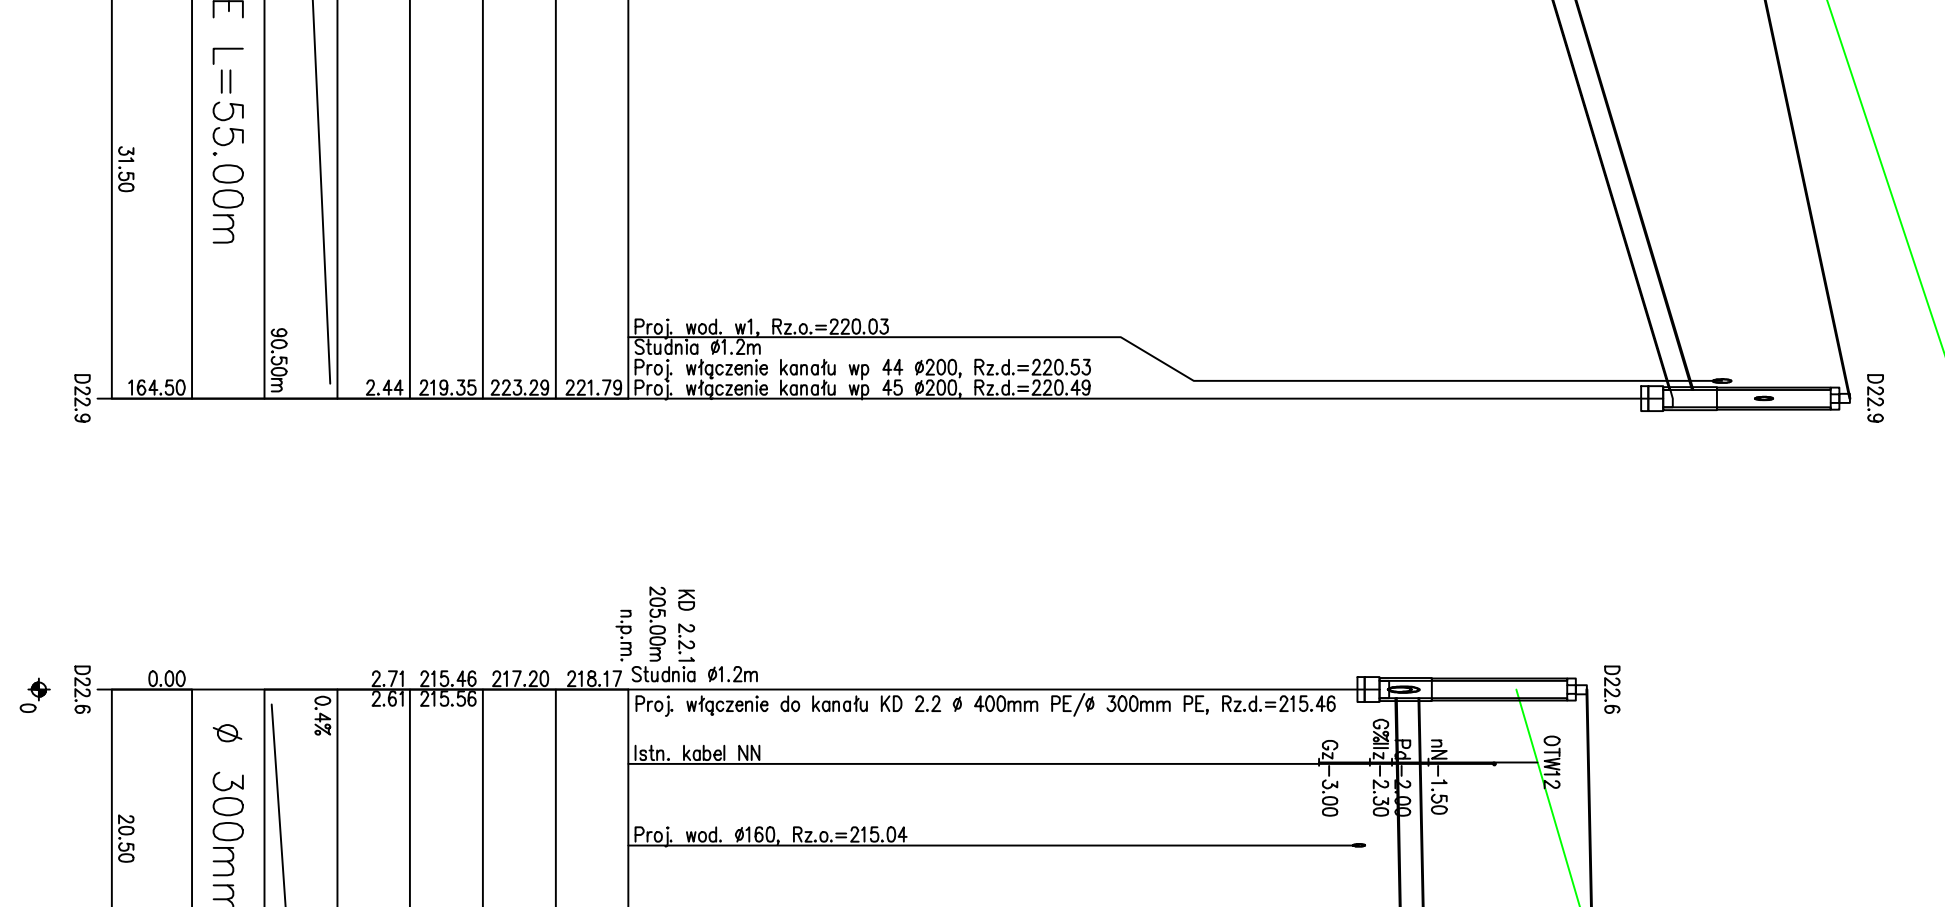 E L=55.00m
31.50
90.50m
Proj. wod. w1, Rz.o.=220.03
Studnia ø1.2m
Proj. włączenie kanału wp 44 ø200, Rz.d.=220.53
D22.9 164.50 2.44 219.35 223.29 221.79 Proj. włączenie kanału wp 45 ø200, Rz.d.=220.49 D22.9
KD 2.2.1
205.00m
n.p.m.
0 D22.6 0.00 2.71 215.46 217.20 218.17 Studnia ø1.2m D22.6
2.61 215.56 Proj. włączenie do kanału KD 2.2 ø 400mm PE/ø 300mm PE, Rz.d.=215.46
0.4%
ø 300mm
Istn. kabel NN
Gz-3.00
G%IIz-2.30
Pd-2.00
nN-1.50
OTW12
20.50
Proj. wod. ø160, Rz.o.=215.04